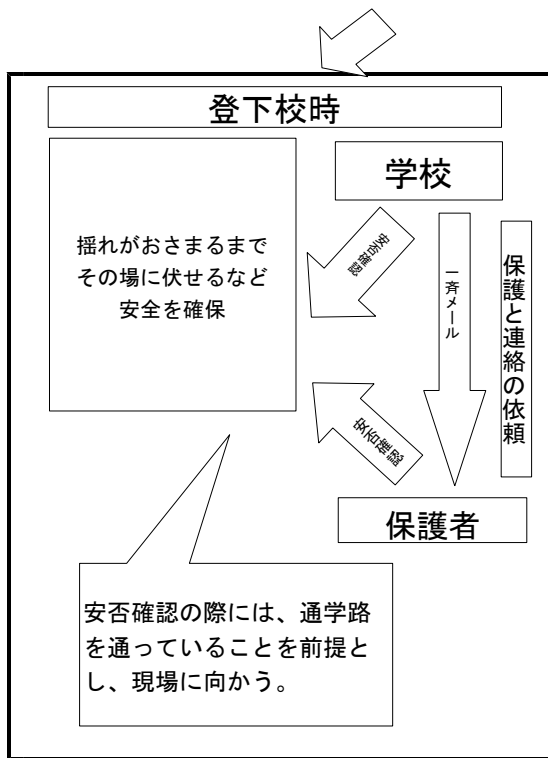 登下校時
学校
揺れがおさまるまで
その場に伏せるなど
安全を確保
安否確認
一斉メール
保護と連絡の依頼
安否確認
保護者
安否確認の際には、通学路
を通っていることを前提と
し、現場に向かう。